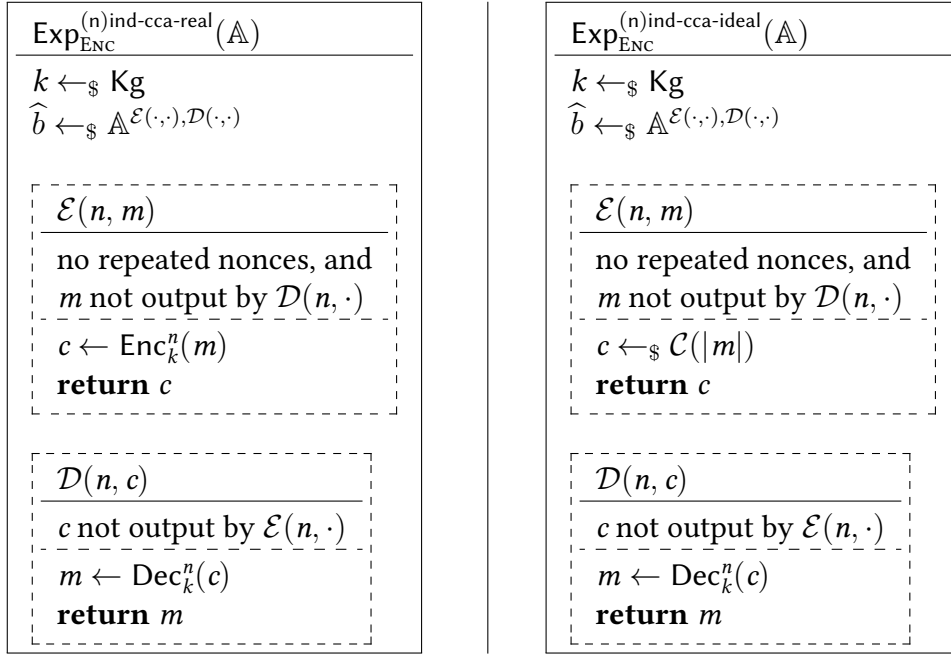 Exp_Enc^(n)ind-cca-real(𝔸)
k ←$ Kg
b̂ ←$ 𝔸^ℰ(·,·),𝒟(·,·)
ℰ(n, m)
no repeated nonces, and
m not output by 𝒟(n, ·)
c ← Enc_k^n(m)
return c
𝒟(n, c)
c not output by ℰ(n, ·)
m ← Dec_k^n(c)
return m
Exp_Enc^(n)ind-cca-ideal(𝔸)
k ←$ Kg
b̂ ←$ 𝔸^ℰ(·,·),𝒟(·,·)
ℰ(n, m)
no repeated nonces, and
m not output by 𝒟(n, ·)
c ←$ 𝒞(|m|)
return c
𝒟(n, c)
c not output by ℰ(n, ·)
m ← Dec_k^n(c)
return m